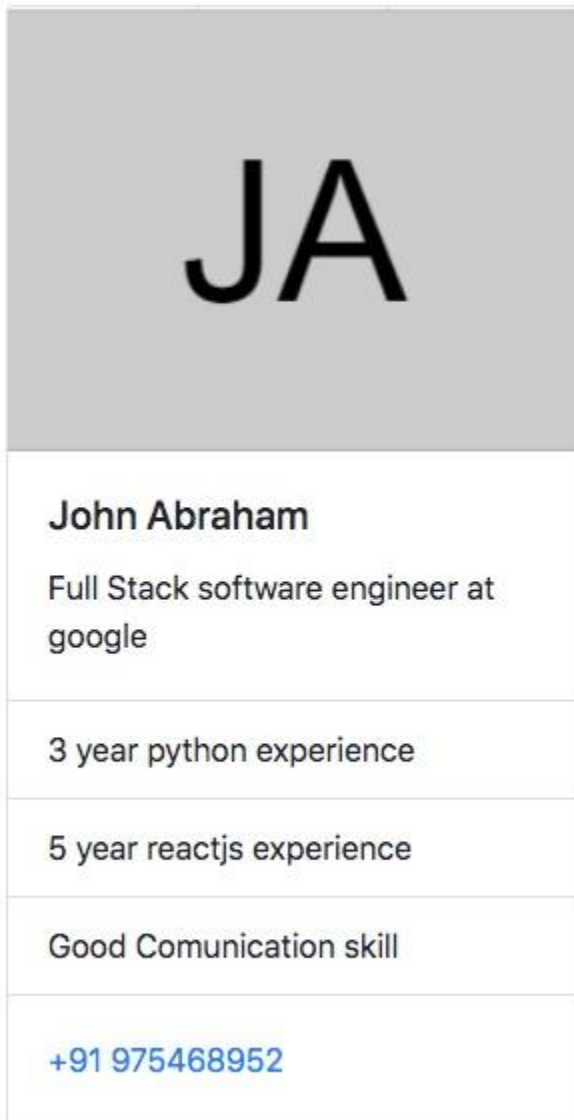 JA
John Abraham
Full Stack software engineer at
google
3 year python experience
5 year reactjs experience
Good Comunication skill
+91 975468952